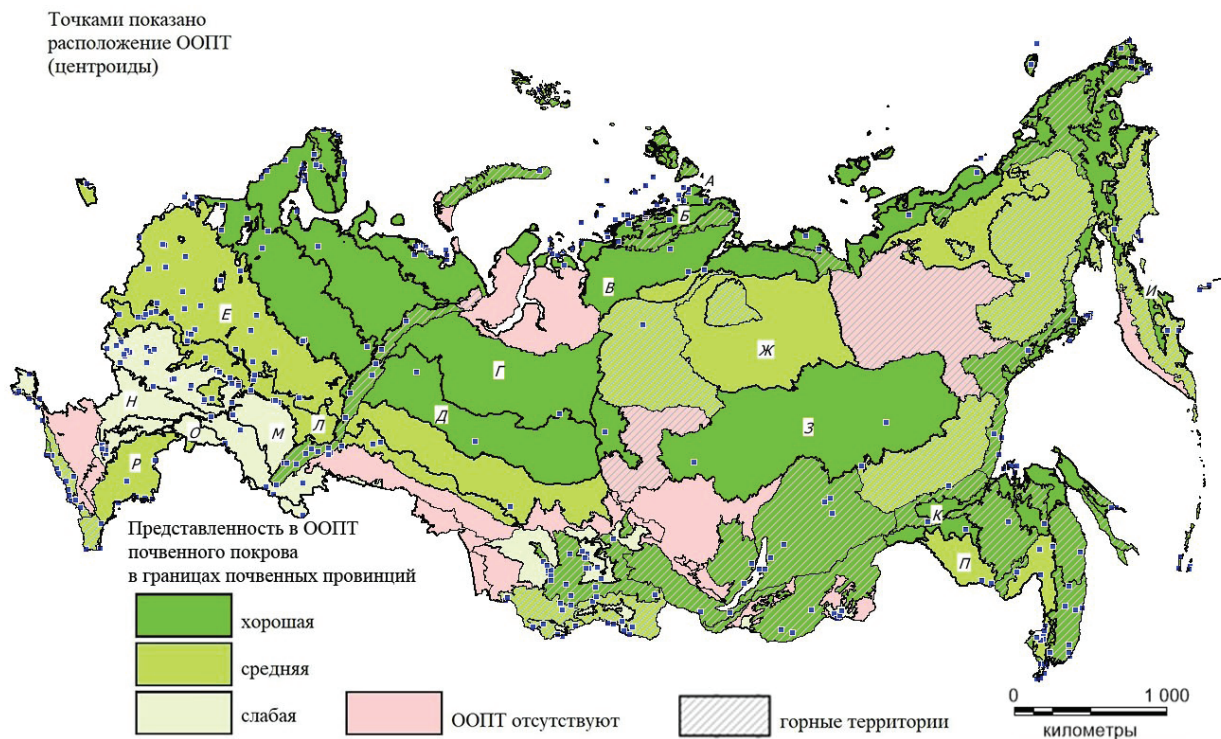 Точками показано
расположение ООПТ
(центроиды)
А
Б
В
И
Е
Ж
Г
Н
Д
З
О
М
Л
Р
К
П
Представленность в ООПТ
почвенного покрова
в границах почвенных провинций
хорошая
средняя
слабая
ООПТ отсутствуют
горные территории
0 1 000
километры